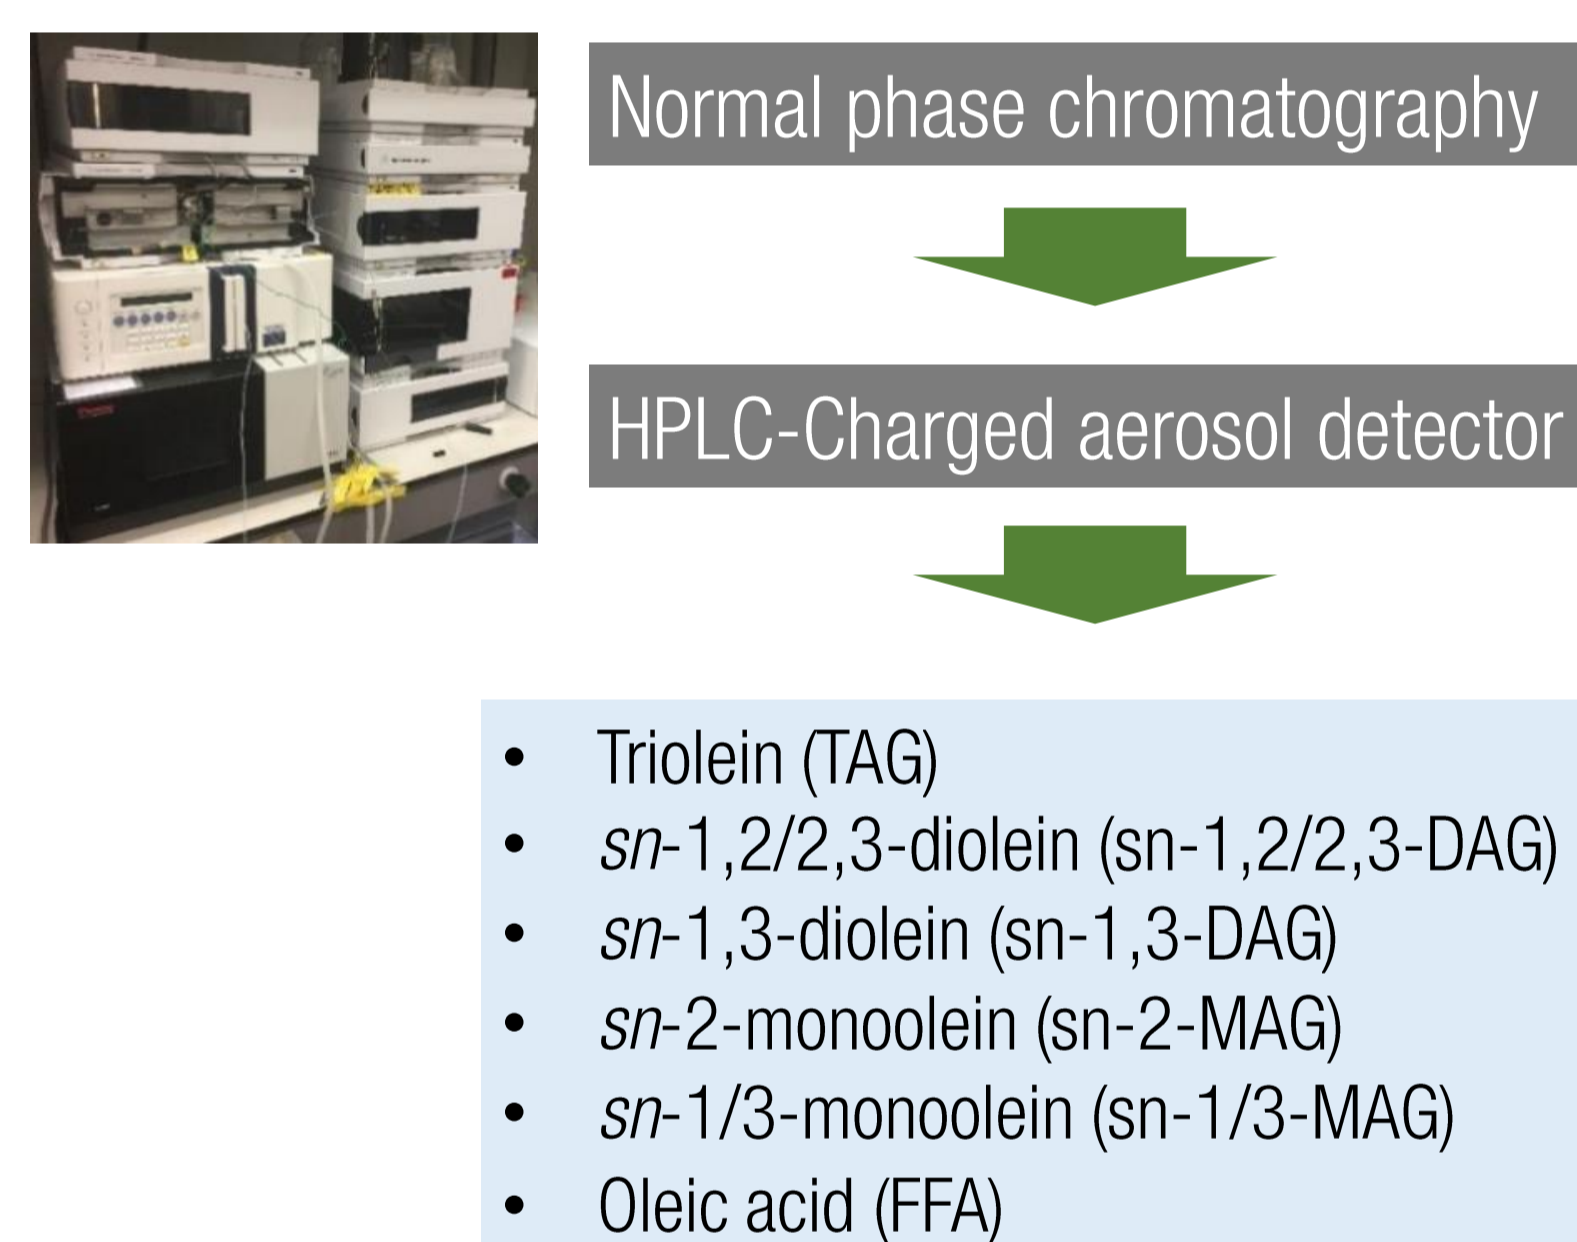 Normal phase chromatography
HPLC-Charged aerosol detector
• Triolein (TAG)
• sn-1,2/2,3-diolein (sn-1,2/2,3-DAG)
• sn-1,3-diolein (sn-1,3-DAG)
• sn-2-monoolein (sn-2-MAG)
• sn-1/3-monoolein (sn-1/3-MAG)
• Oleic acid (FFA)